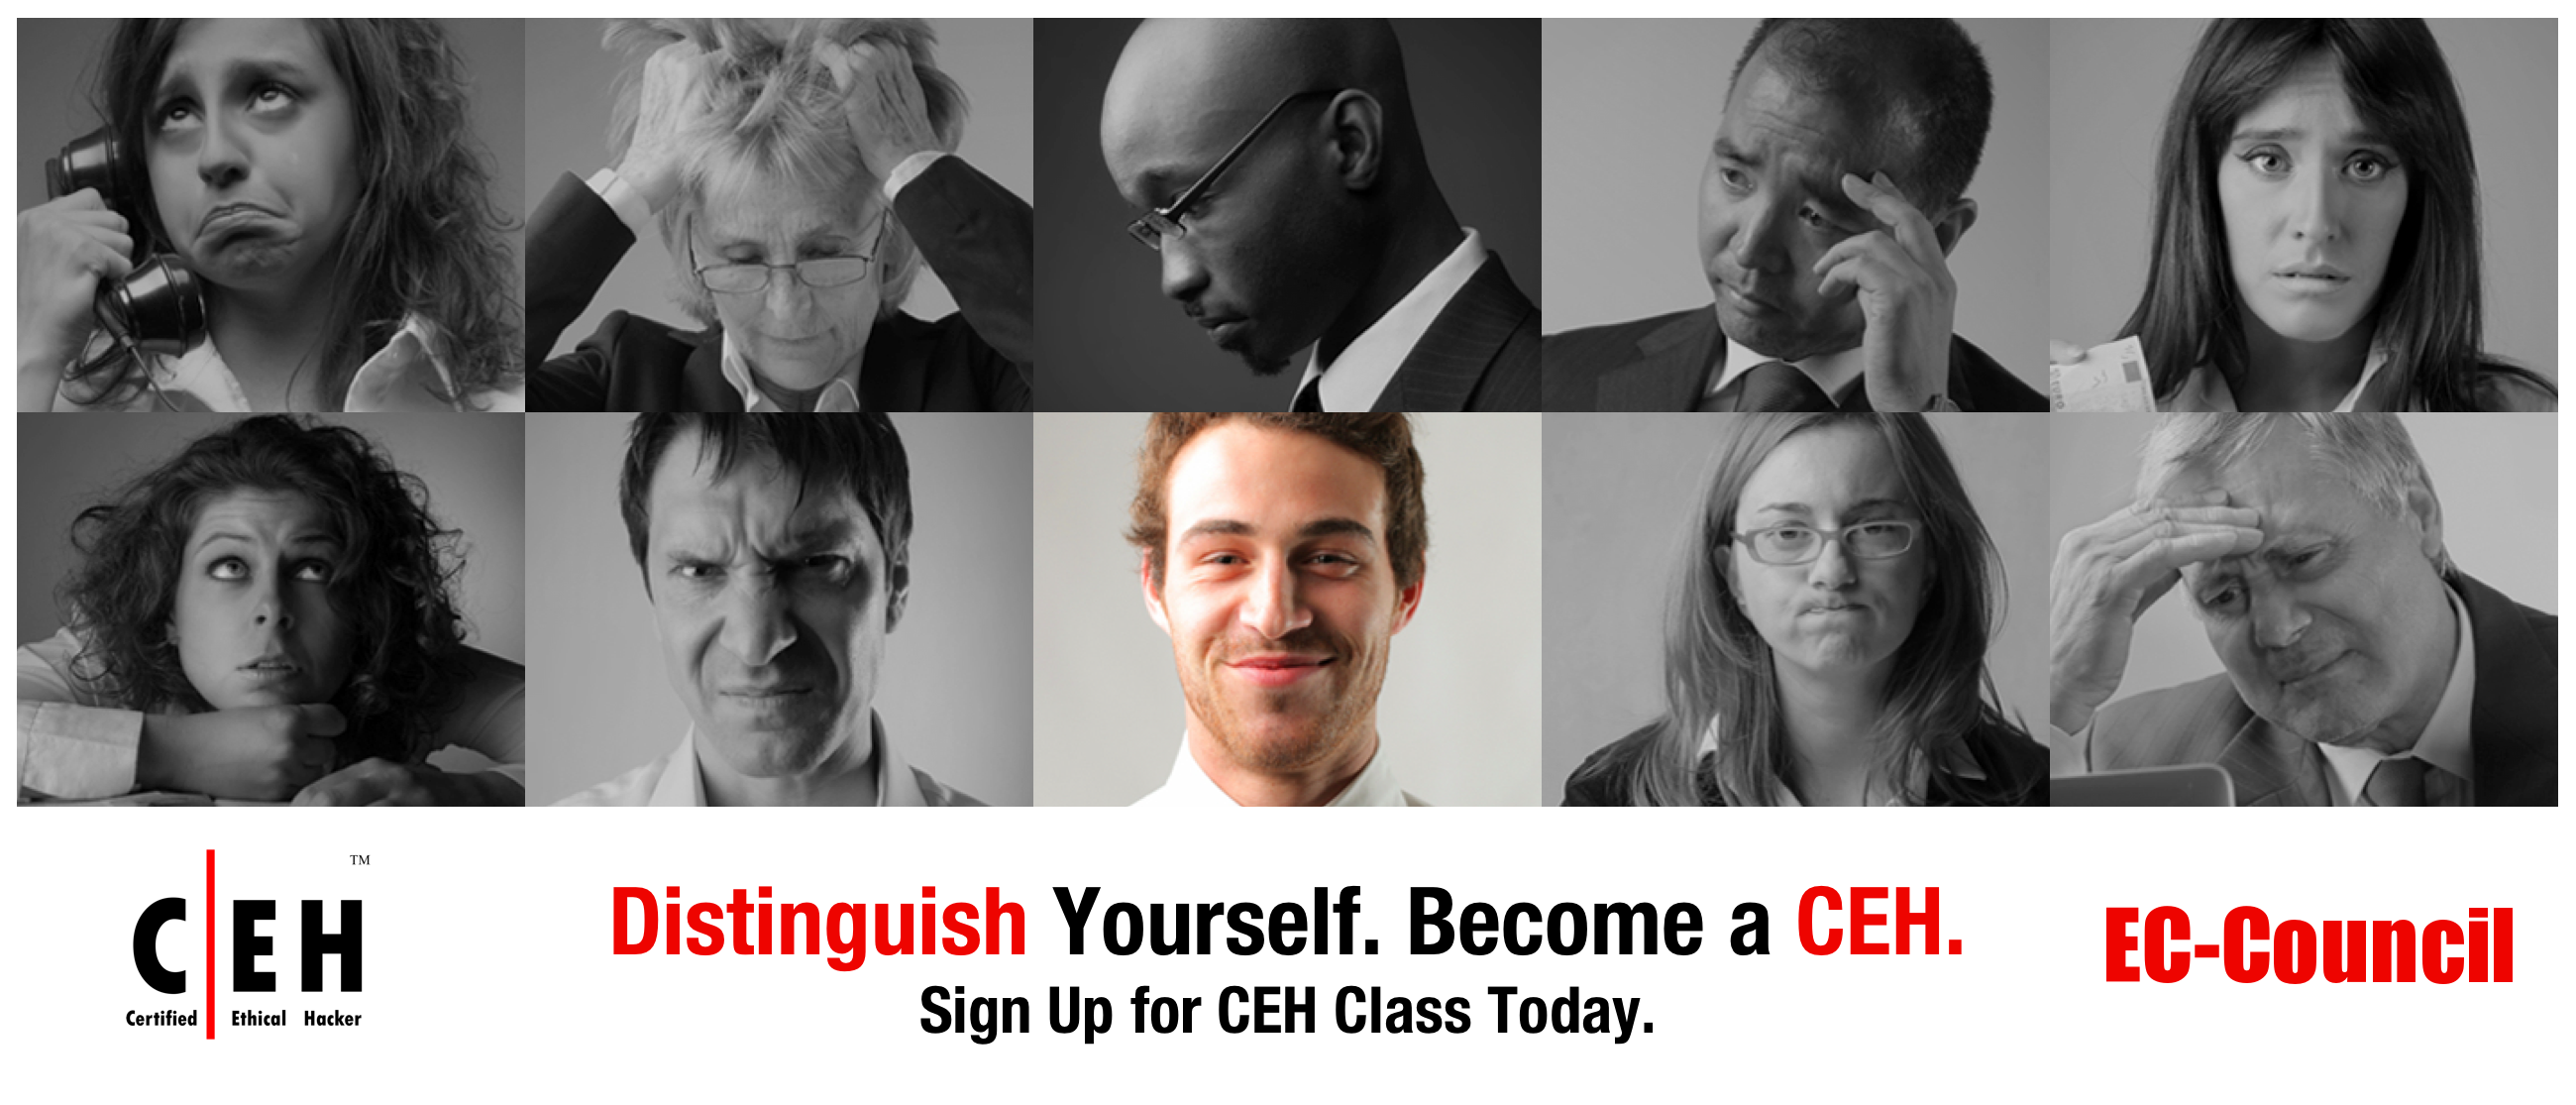 CEH
TM
Certified Ethical Hacker
Distinguish Yourself. Become a CEH.
Sign Up for CEH Class Today.
EC-Council